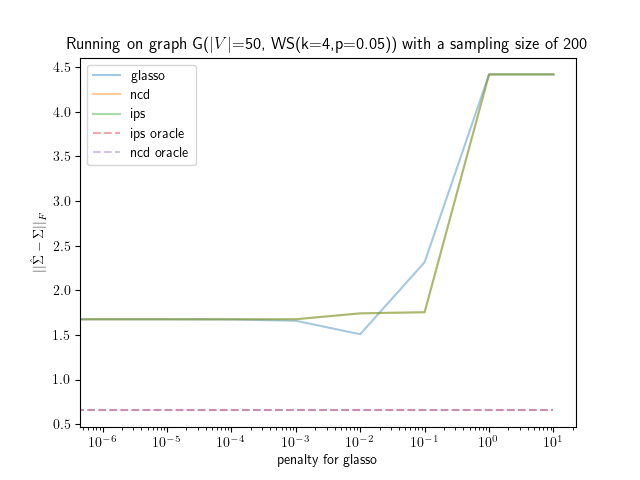 Running on graph G(|V|=50, WS(k=4,p=0.05)) with a sampling size of 200
glasso
ncd
ips
ips oracle
ncd oracle
||Σ̂ − Σ||_F
4.5
4.0
3.5
3.0
2.5
2.0
1.5
1.0
0.5
10⁻⁶ 10⁻⁵ 10⁻⁴ 10⁻³ 10⁻² 10⁻¹ 10⁰ 10¹
penalty for glasso